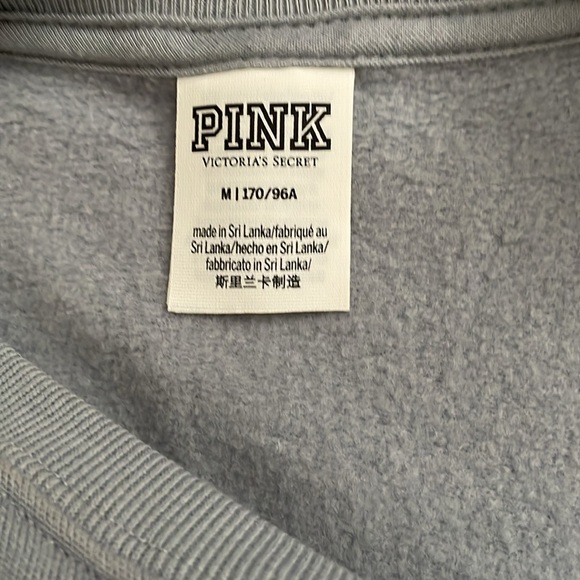 PINK
VICTORIA'S SECRET
M | 170/96A
made in Sri Lanka/fabriqué au
Sri Lanka/hecho en Sri Lanka/
fabbricato in Sri Lanka/
斯里兰卡制造